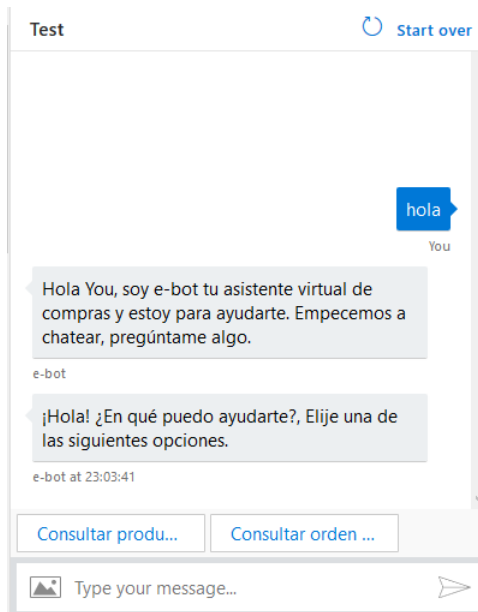 Test
Start over
hola
You
Hola You, soy e-bot tu asistente virtual de
compras y estoy para ayudarte. Empecemos a
chatear, pregúntame algo.
e-bot
¡Hola! ¿En qué puedo ayudarte?, Elije una de
las siguientes opciones.
e-bot at 23:03:41
Consultar produ...
Consultar orden ...
Type your message...